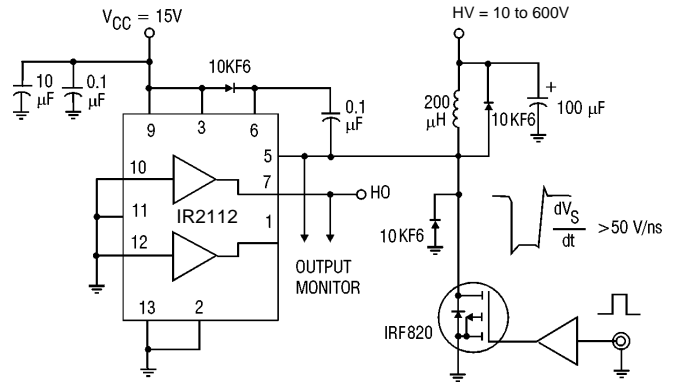 VCC = 15V
HV = 10 to 600V
10KF6
10 µF
0.1 µF
0.1 µF
200 µH
10KF6
+
100 µF
9
3
6
5
10
7
HO
11
IR2112
1
12
10KF6
dVS
dt
>50 V/ns
OUTPUT
MONITOR
13
2
IRF820